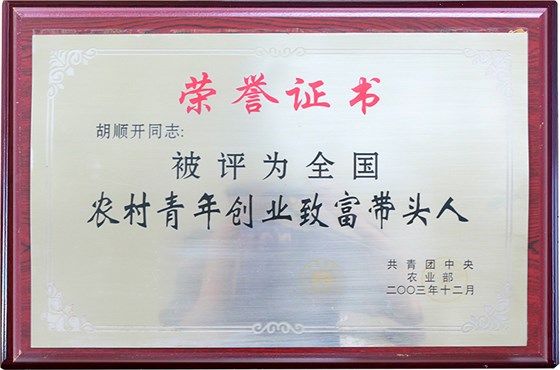 荣誉证书
胡顺开同志:
被评为全国
农村青年创业致富带头人
共青团中央
农业部
二〇〇三年十二月